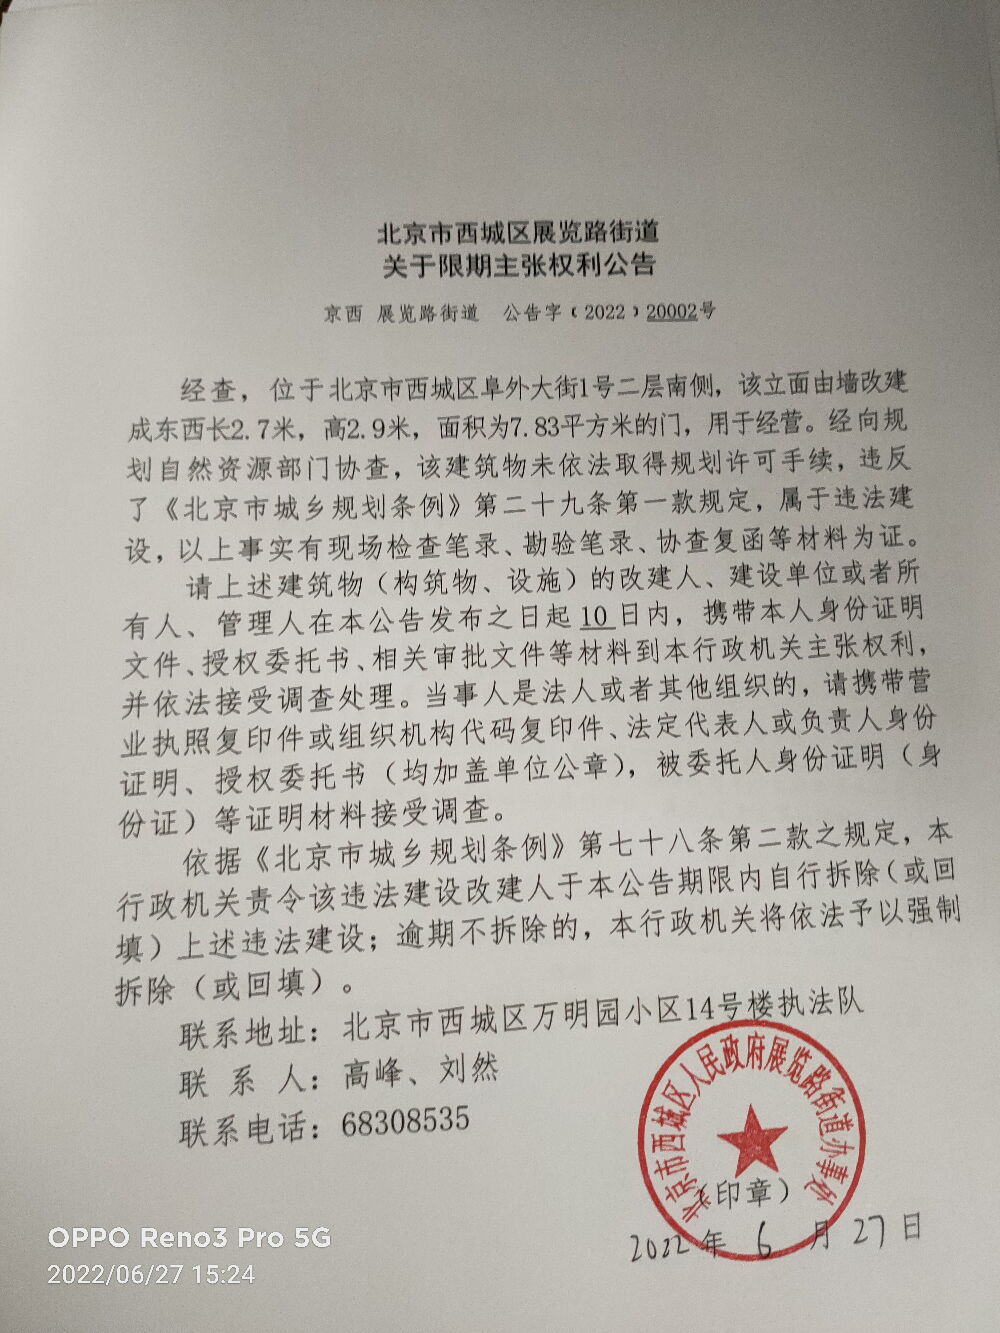 北京市西城区展览路街道
关于限期主张权利公告
京西 展览路街道 公告字﹝2022﹞20002号
经查，位于北京市西城区阜外大街1号二层南侧，该立面由墙改建
成东西长2.7米，高2.9米，面积为7.83平方米的门，用于经营。经向规
划自然资源部门协查，该建筑物未依法取得规划许可手续，违反
了《北京市城乡规划条例》第二十九条第一款规定，属于违法建
设，以上事实有现场检查笔录、勘验笔录、协查复函等材料为证。
请上述建筑物（构筑物、设施）的改建人、建设单位或者所
有人、管理人在本公告发布之日起10日内，携带本人身份证明
文件、授权委托书、相关审批文件等材料到本行政机关主张权利，
并依法接受调查处理。当事人是法人或者其他组织的，请携带营
业执照复印件或组织机构代码复印件、法定代表人或负责人身份
证明、授权委托书（均加盖单位公章），被委托人身份证明（身
份证）等证明材料接受调查。
依据《北京市城乡规划条例》第七十八条第二款之规定，本
行政机关责令该违法建设改建人于本公告期限内自行拆除（或回
填）上述违法建设；逾期不拆除的，本行政机关将依法予以强制
拆除（或回填）。
联系地址：北京市西城区万明园小区14号楼执法队
联 系 人：高峰、刘然
联系电话：68308535
北京市西城区人民政府展览路街道办事处
（印章）
2022年 6 月 27日
OPPO Reno3 Pro 5G
2022/06/27 15:24